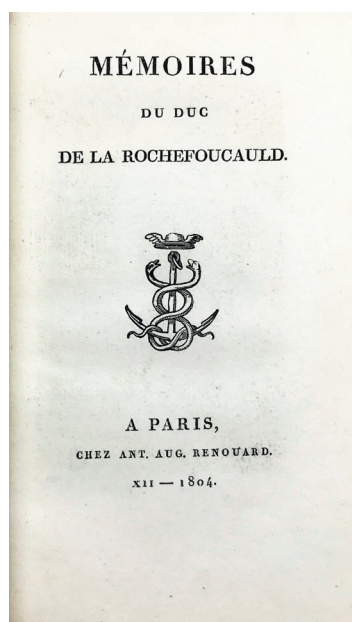 MÉMOIRES
DU DUC
DE LA ROCHEFOUCAULD.
A PARIS,
CHEZ ANT. AUG. RENOUARD.
XII — 1804.